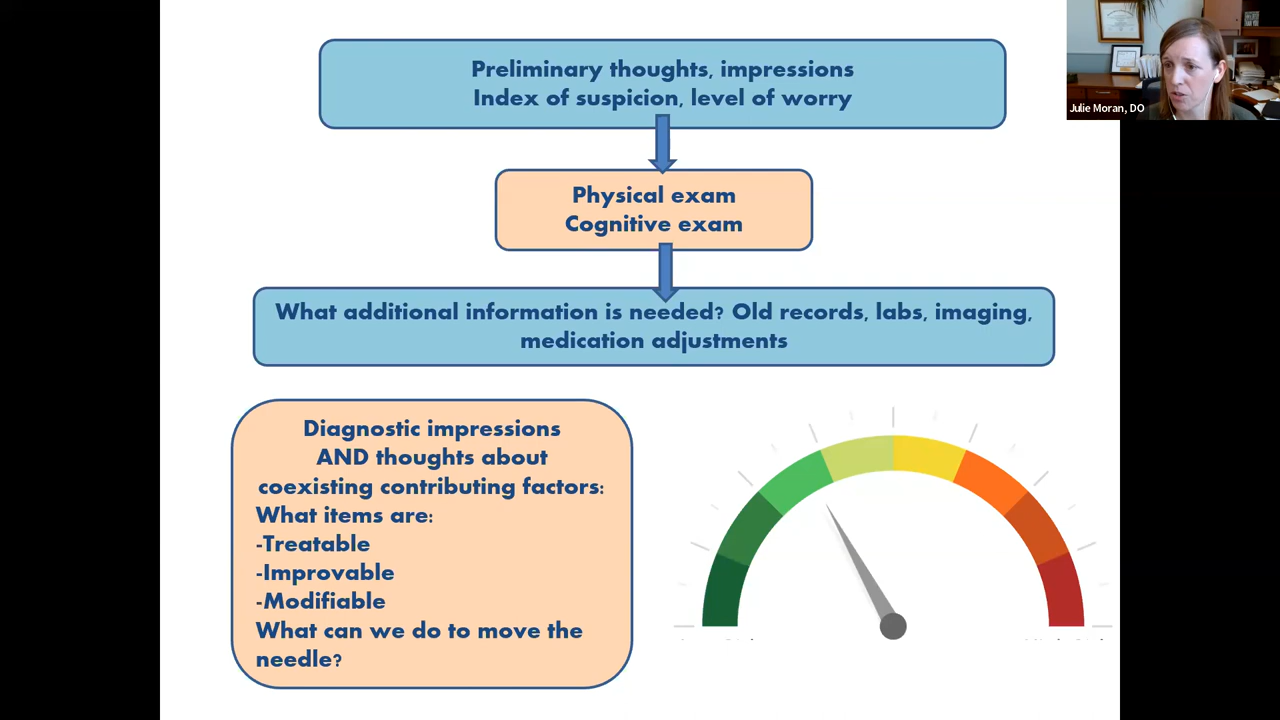 Preliminary thoughts, impressions
Index of suspicion, level of worry
Julie Moran, DO
Physical exam
Cognitive exam
What additional information is needed? Old records, labs, imaging,
medication adjustments
Diagnostic impressions
AND thoughts about
coexisting contributing factors:
What items are:
-Treatable
-Improvable
-Modifiable
What can we do to move the
needle?